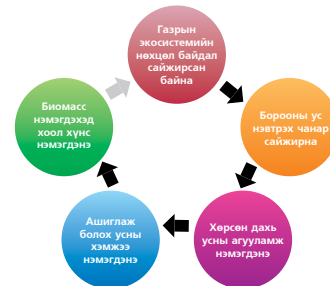 Газрын
экосистемийн
нөхцөл байдал
сайжирсан
байна
Борооны ус
нэвтрэх чанар
сайжирна
Хөрсөн дахь
усны агууламж
нэмэгдэнэ
Ашиглаж
болох усны
хэмжээ
нэмэгдэнэ
Биомасс
нэмэгдэхэд
хоол хүнс
нэмэгдэнэ